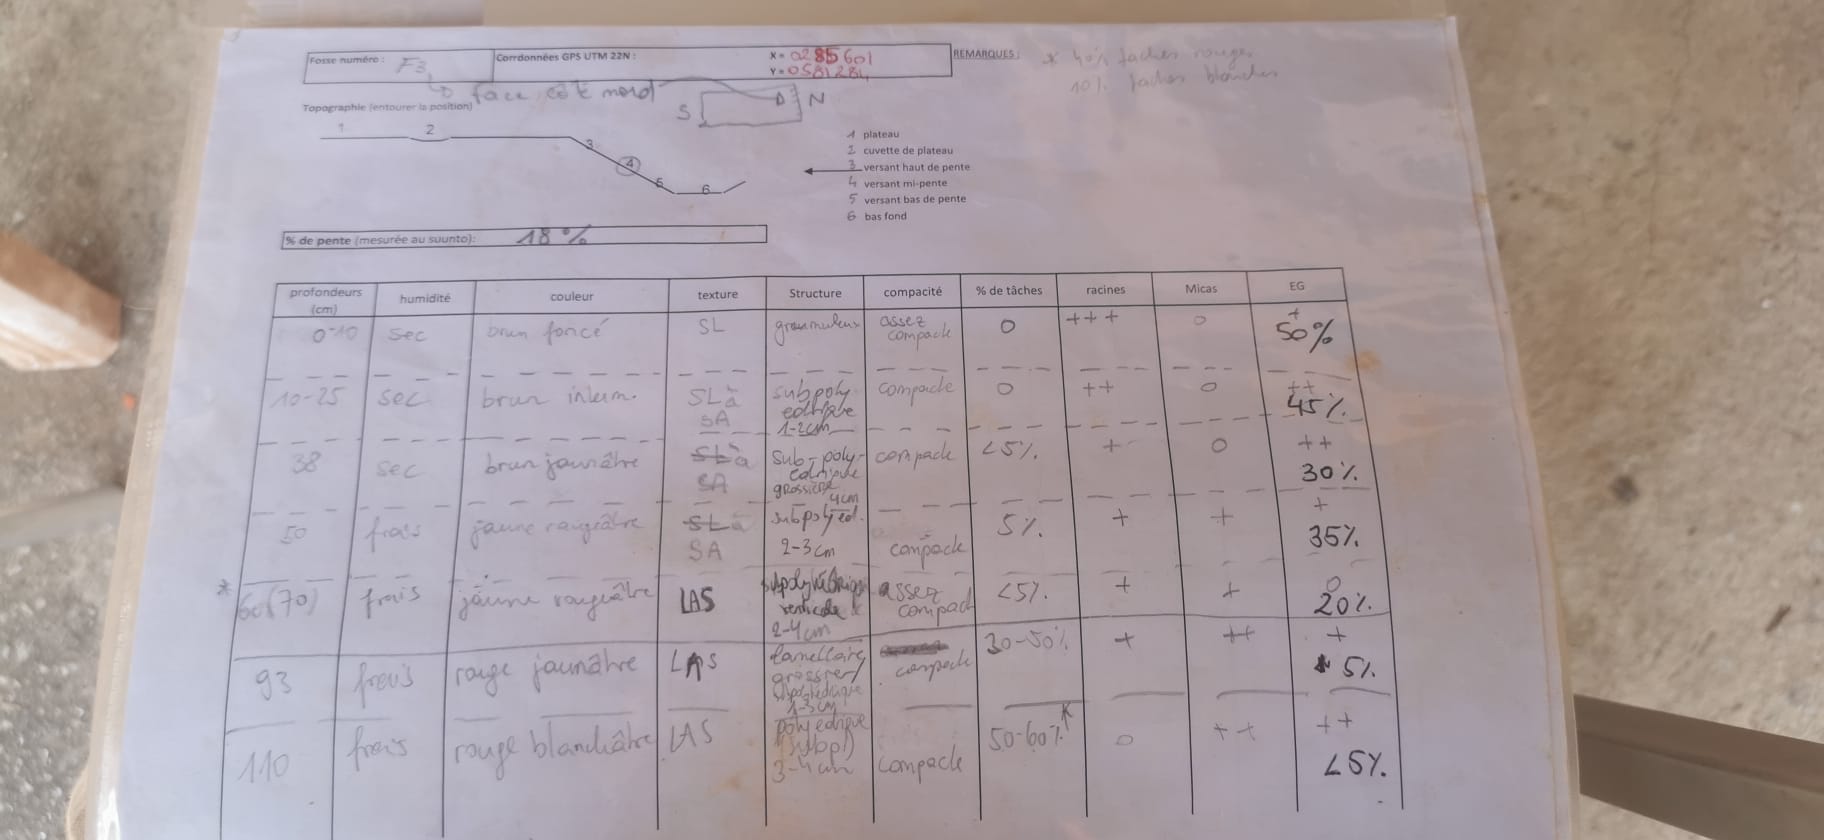 Fosse numéro : F3 Corrdonnées GPS UTM 22N : X = 0285601 REMARQUES : * 40% taches rouges
Y = 0581284 10% taches blanches
↳ face côté nord S N
Topographie (entourer la position)
1 2 3 4 5 6
1 plateau
2 cuvette de plateau
3 versant haut de pente
4 versant mi-pente
5 versant bas de pente
6 bas fond
% de pente (mesurée au suunto): 18 %
profondeurs (cm) humidité couleur texture Structure compacité % de tâches racines Micas EG
0-10 sec brun foncé SL grumuleux assez compacte 0 +++ 0 + 50%
10-25 sec brun interm. SL à SA subpolyedrique 1-2cm compacte 0 ++ 0 ++ 45%
38 sec brun jaunâtre SL à SA sub-polyedrique grossière 4cm compacte <5% + 0 ++ 30%
50 frais jaune rougeâtre SL à SA subpolyed. 2-3cm compacte 5% + + + 35%
* 60(70) frais jaune rougeâtre LAS verticale 2-4cm assez compact <5% + + 0 20%
93 frais rouge jaunâtre LAS lamellaire 1-3cm compacte 30-50% + ++ + 5%
110 frais rouge blanchâtre LAS polyedrique (subpl) 3-4cm compacte 50-60%* 0 ++ ++ <5%